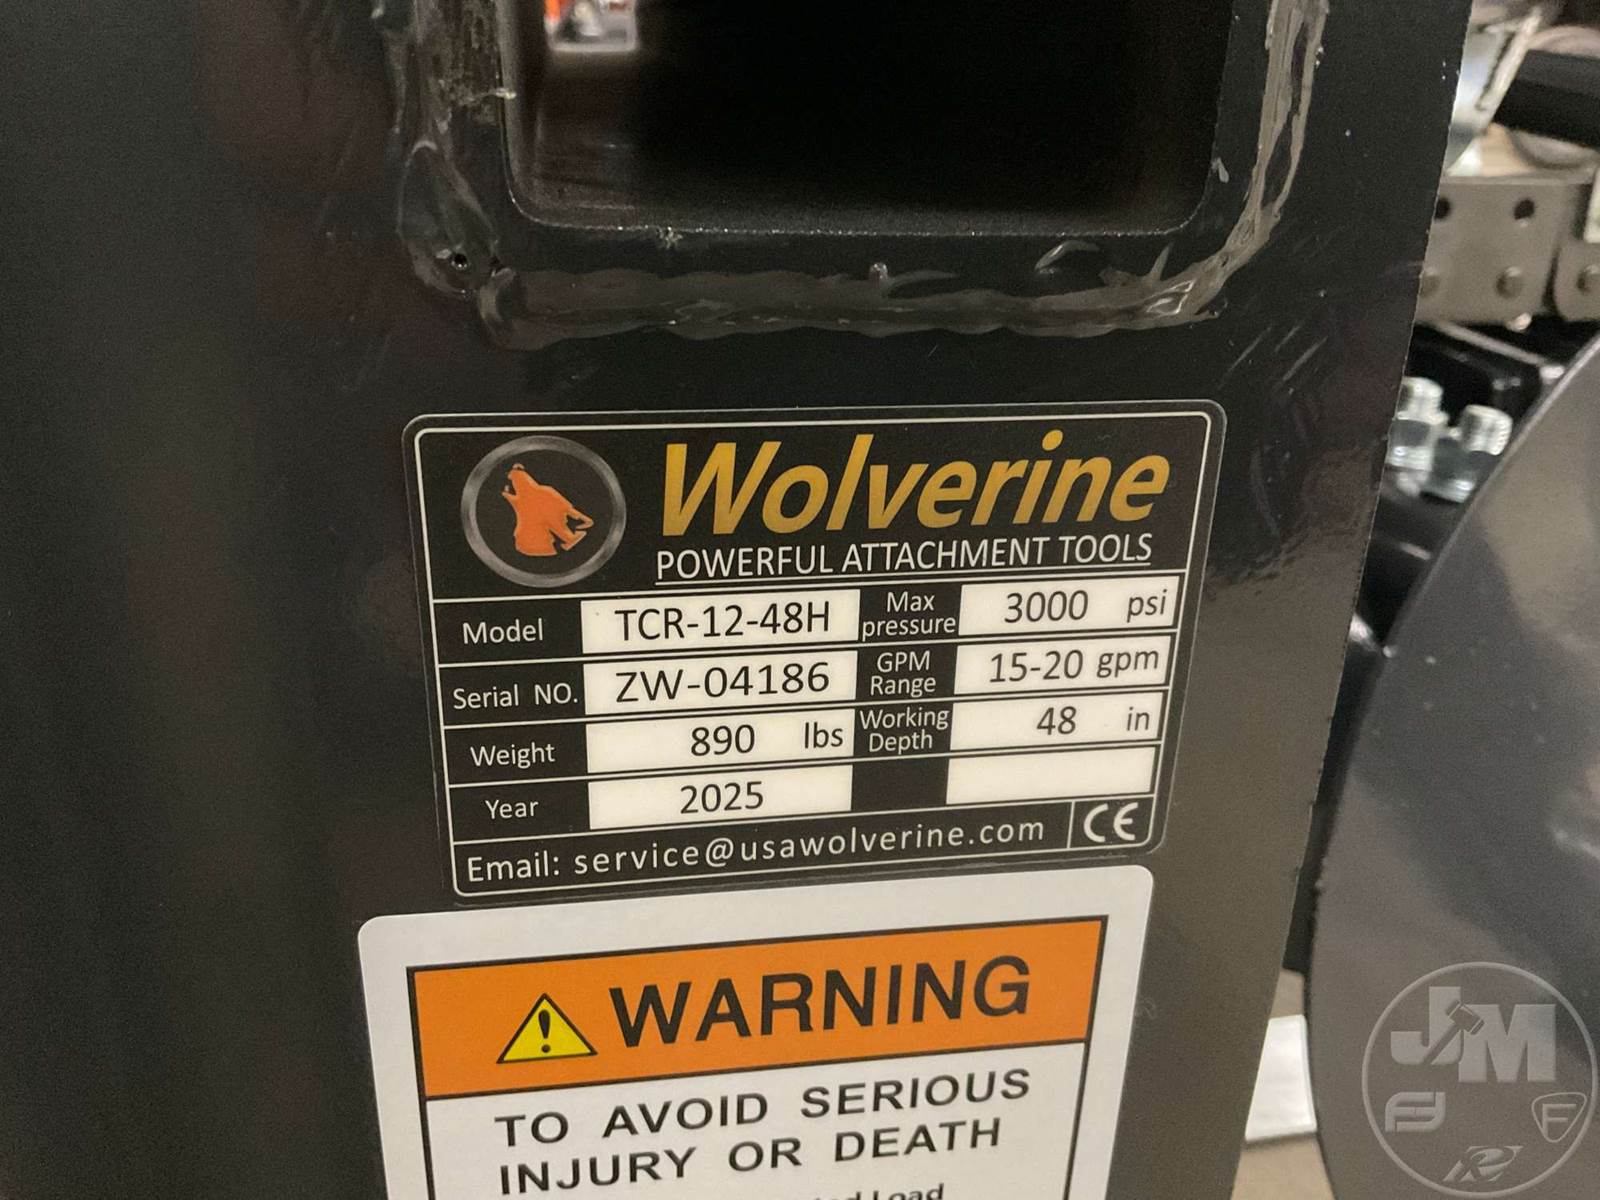 Wolverine
POWERFUL ATTACHMENT TOOLS
Model TCR-12-48H Max pressure 3000 psi
Serial NO. ZW-04186 GPM Range 15-20 gpm
Weight 890 lbs Working Depth 48 in
Year 2025
Email: service@usawolverine.com CE
WARNING
TO AVOID SERIOUS
INJURY OR DEATH
Load
JM